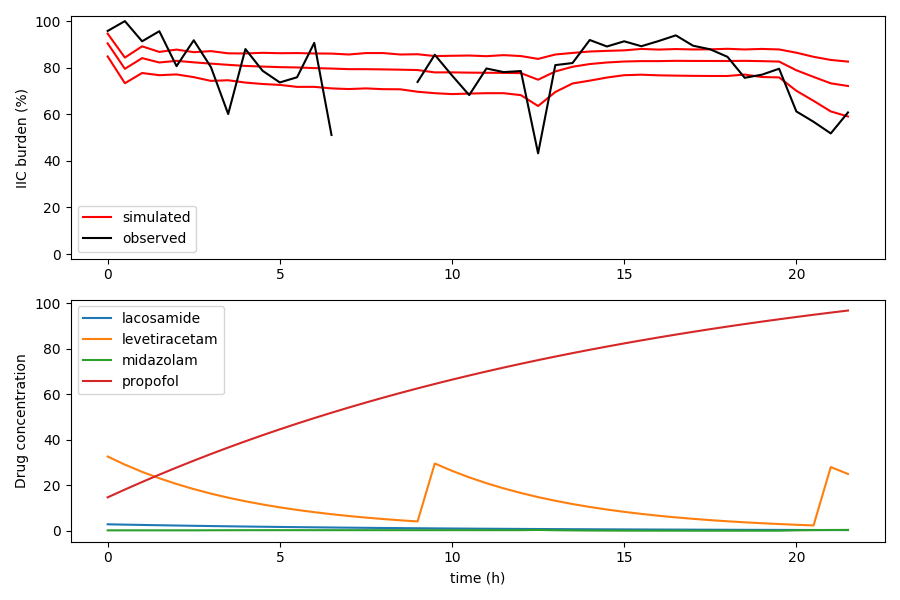 100
80
60
40
20
0
IIC burden (%)
simulated
observed
0 5 10 15 20
100
80
60
40
20
0
Drug concentration
lacosamide
levetiracetam
midazolam
propofol
0 5 10 15 20
time (h)